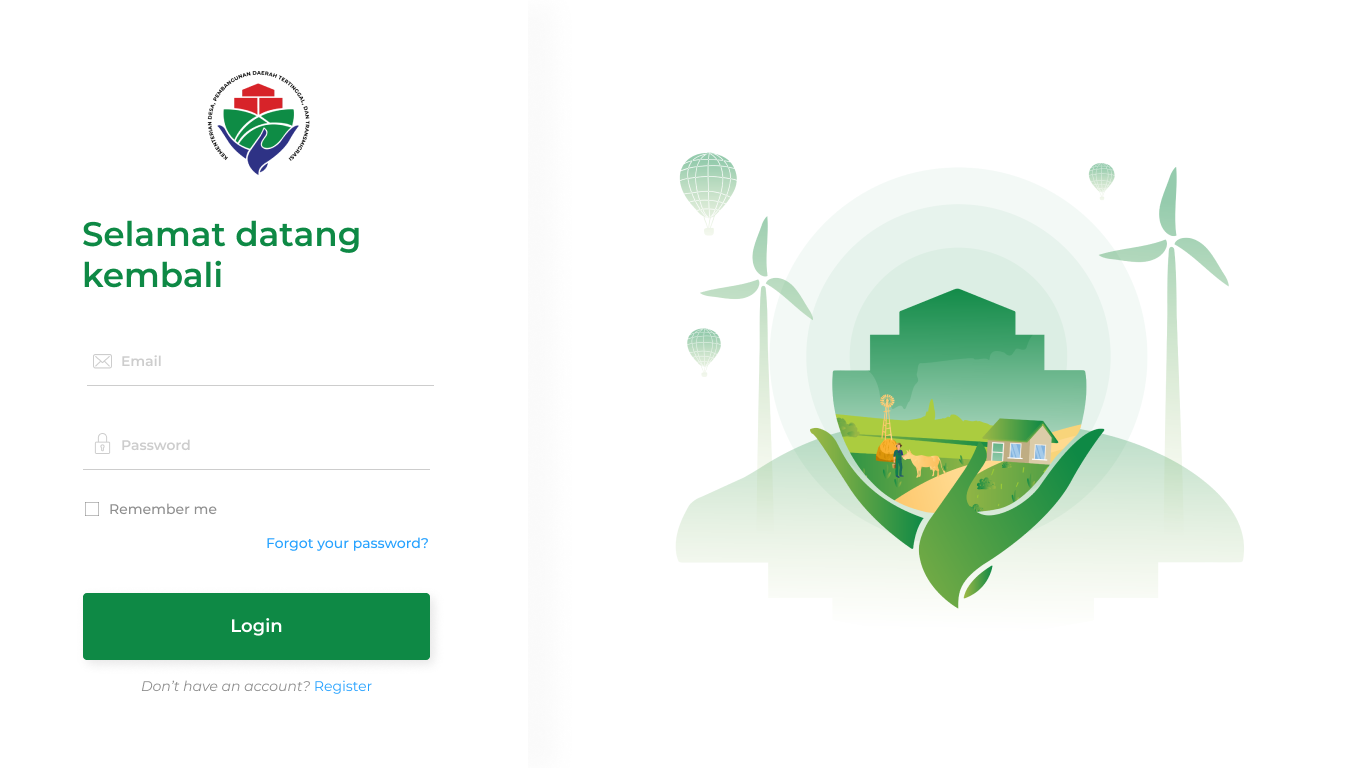 KEMENTERIAN DESA, PEMBANGUNAN DAERAH TERTINGGAL, DAN TRANSMIGRASI
Selamat datang
kembali
Email
Password
Remember me
Forgot your password?
Login
Don’t have an account? Register